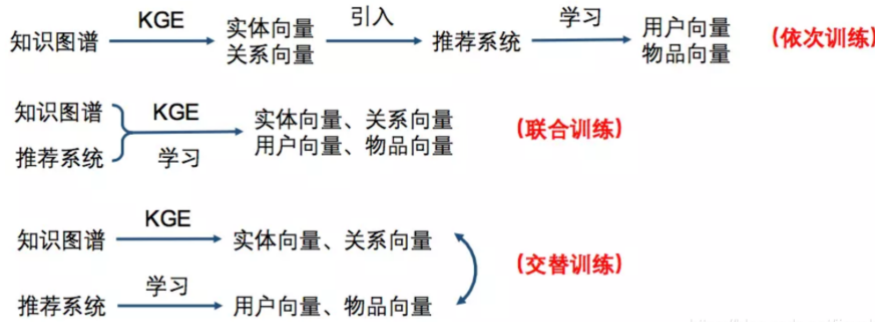 知识图谱 KGE 实体向量 关系向量 引入 推荐系统 学习 用户向量 物品向量 (依次训练)
知识图谱 KGE 实体向量、关系向量 (联合训练)
推荐系统 学习 用户向量、物品向量
知识图谱 KGE 实体向量、关系向量
(交替训练)
推荐系统 学习 用户向量、物品向量